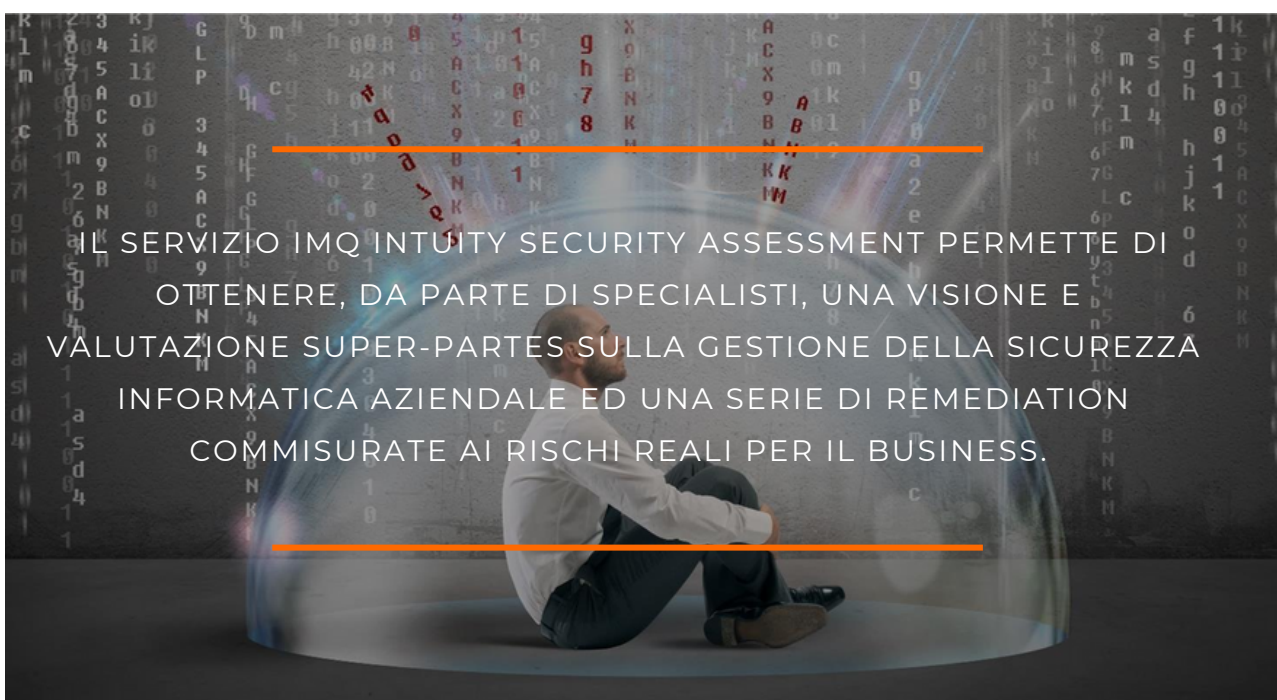 IL SERVIZIO IMQ INTUITY SECURITY ASSESSMENT PERMETTE DI
OTTENERE, DA PARTE DI SPECIALISTI, UNA VISIONE E
VALUTAZIONE SUPER-PARTES SULLA GESTIONE DELLA SICUREZZA
INFORMATICA AZIENDALE ED UNA SERIE DI REMEDIATION
COMMISURATE AI RISCHI REALI PER IL BUSINESS.